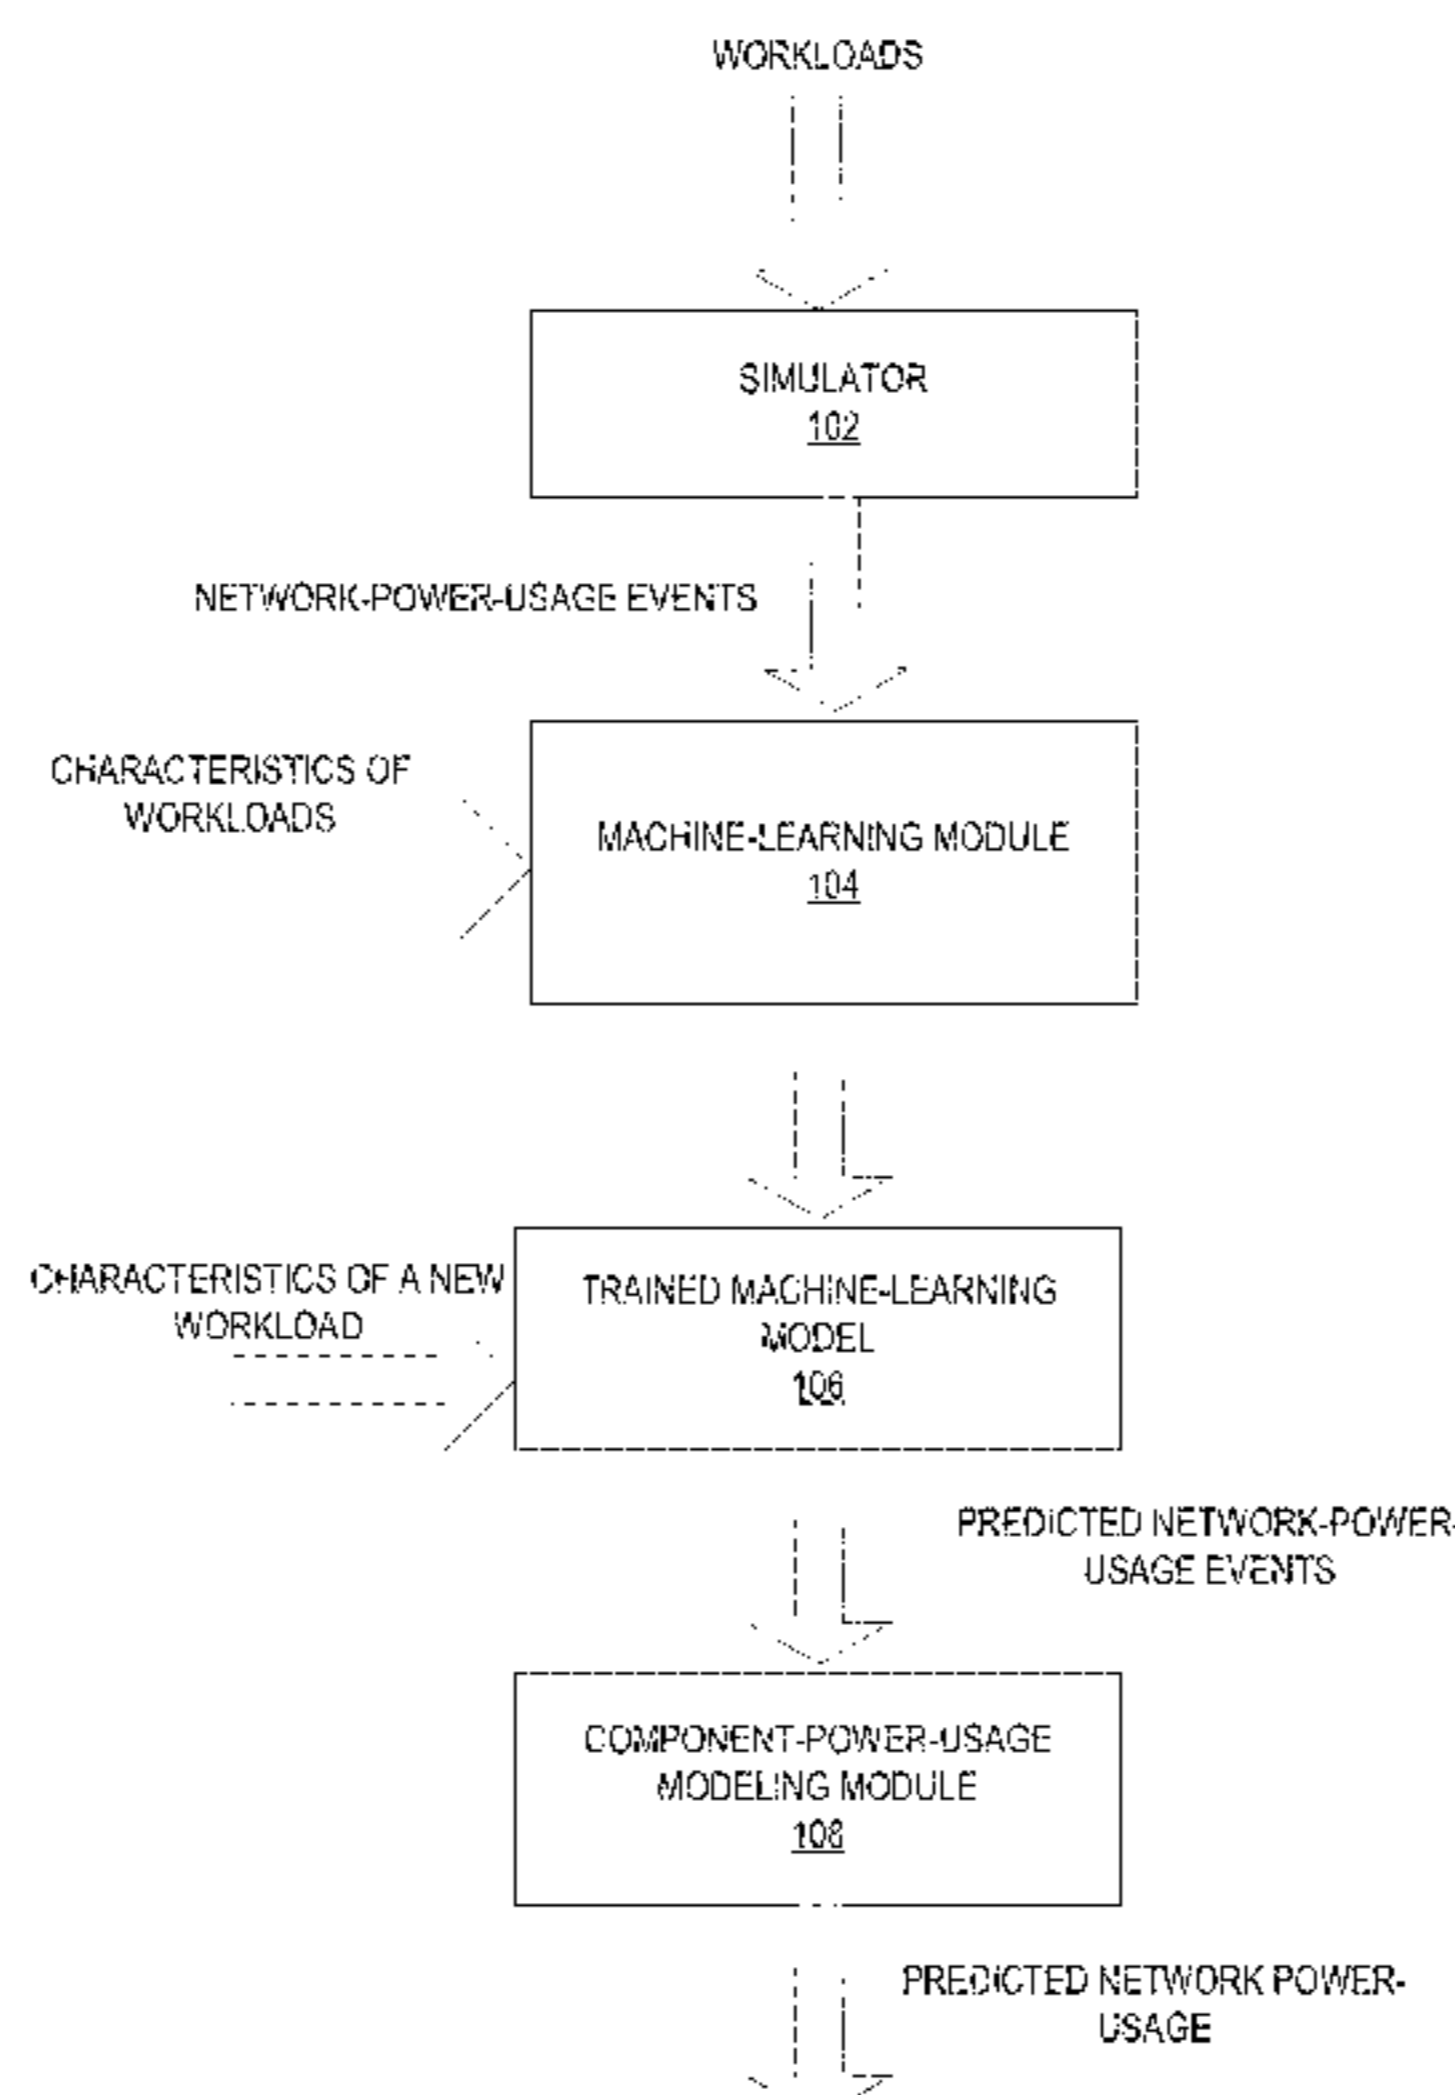 WORKLOADS
SIMULATOR
102
NETWORK-POWER-USAGE EVENTS
CHARACTERISTICS OF
WORKLOADS
MACHINE-LEARNING MODULE
104
CHARACTERISTICS OF A NEW
WORKLOAD
TRAINED MACHINE-LEARNING
MODEL
106
PREDICTED NETWORK-POWER-
USAGE EVENTS
COMPONENT-POWER-USAGE
MODELING MODULE
108
PREDICTED NETWORK POWER-
USAGE